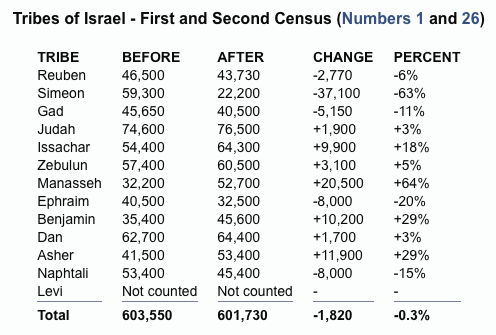 Tribes of Israel - First and Second Census (Numbers 1 and 26)
TRIBE BEFORE AFTER CHANGE PERCENT
Reuben 46,500 43,730 -2,770 -6%
Simeon 59,300 22,200 -37,100 -63%
Gad 45,650 40,500 -5,150 -11%
Judah 74,600 76,500 +1,900 +3%
Issachar 54,400 64,300 +9,900 +18%
Zebulun 57,400 60,500 +3,100 +5%
Manasseh 32,200 52,700 +20,500 +64%
Ephraim 40,500 32,500 -8,000 -20%
Benjamin 35,400 45,600 +10,200 +29%
Dan 62,700 64,400 +1,700 +3%
Asher 41,500 53,400 +11,900 +29%
Naphtali 53,400 45,400 -8,000 -15%
Levi Not counted Not counted - -
Total 603,550 601,730 -1,820 -0.3%